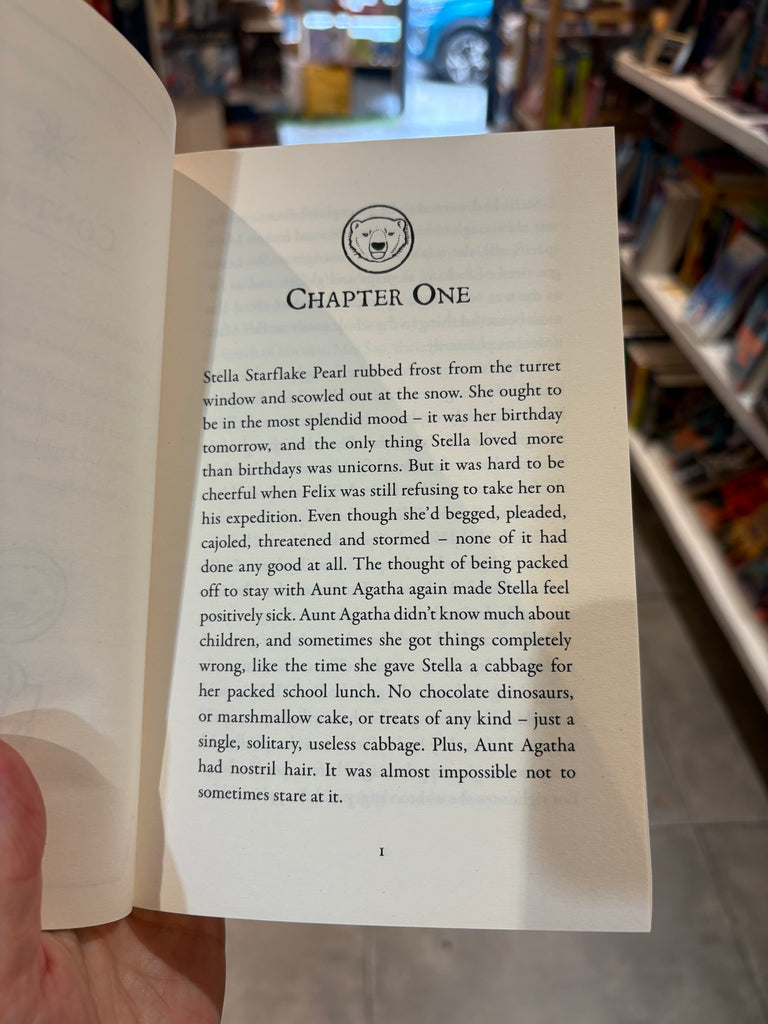 CHAPTER ONE
Stella Starflake Pearl rubbed frost from the turret
window and scowled out at the snow. She ought to
be in the most splendid mood – it was her birthday
tomorrow, and the only thing Stella loved more
than birthdays was unicorns. But it was hard to be
cheerful when Felix was still refusing to take her on
his expedition. Even though she’d begged, pleaded,
cajoled, threatened and stormed – none of it had
done any good at all. The thought of being packed
off to stay with Aunt Agatha again made Stella feel
positively sick. Aunt Agatha didn’t know much about
children, and sometimes she got things completely
wrong, like the time she gave Stella a cabbage for
her packed school lunch. No chocolate dinosaurs,
or marshmallow cake, or treats of any kind – just a
single, solitary, useless cabbage. Plus, Aunt Agatha
had nostril hair. It was almost impossible not to
sometimes stare at it.
1